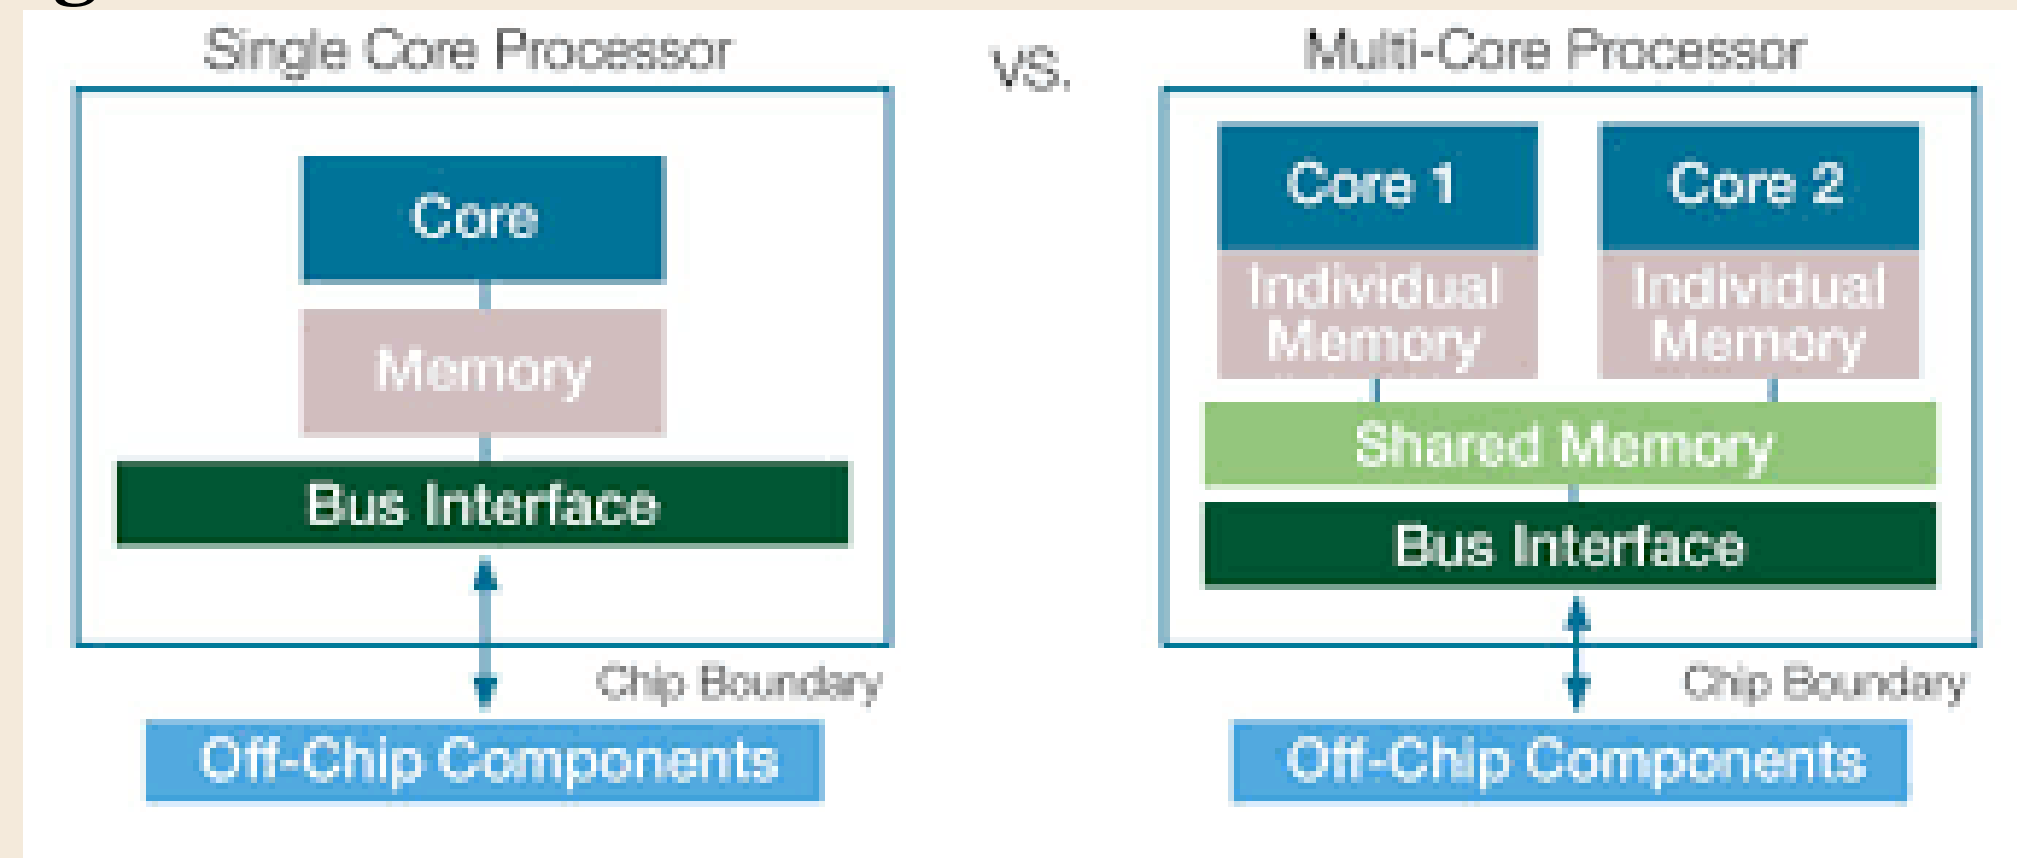 Single Core Processor
vs.
Multi-Core Processor
Core
Memory
Bus Interface
Chip Boundary
Off-Chip Components
Core 1
Individual
Memory
Core 2
Individual
Memory
Shared Memory
Bus Interface
Chip Boundary
Off-Chip Components